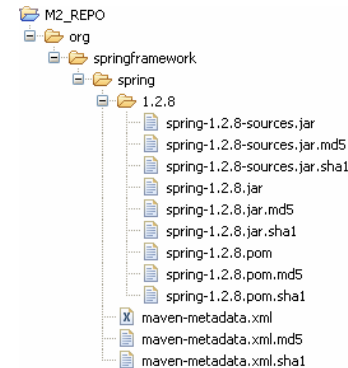 M2_REPO
org
springframework
spring
1.2.8
spring-1.2.8-sources.jar
spring-1.2.8-sources.jar.md5
spring-1.2.8-sources.jar.sha1
spring-1.2.8.jar
spring-1.2.8.jar.md5
spring-1.2.8.jar.sha1
spring-1.2.8.pom
spring-1.2.8.pom.md5
spring-1.2.8.pom.sha1
maven-metadata.xml
maven-metadata.xml.md5
maven-metadata.xml.sha1